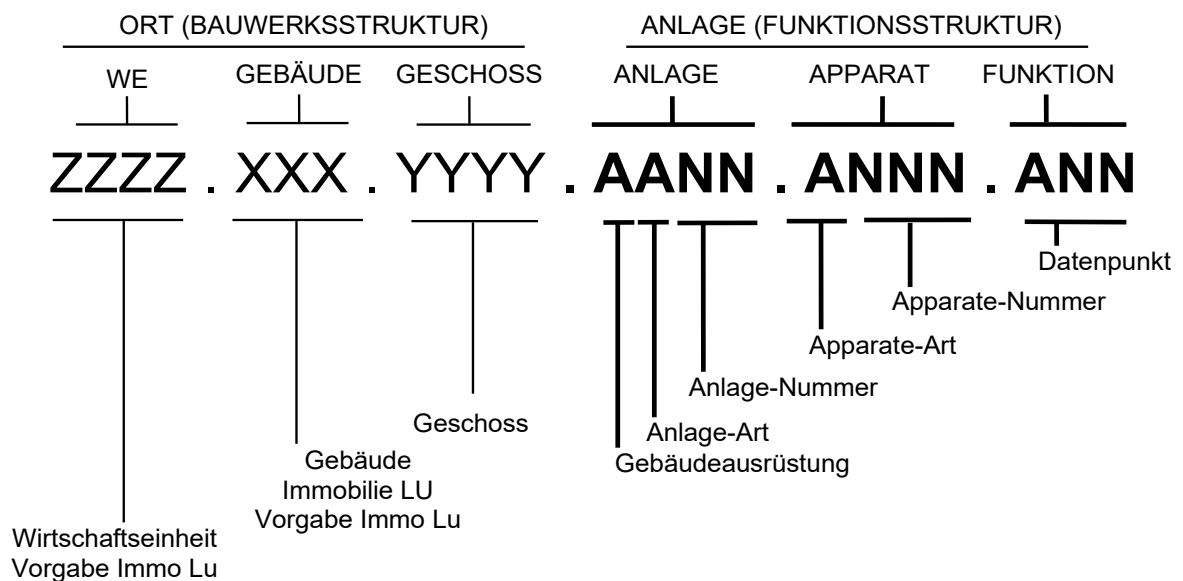 ORT (BAUWERKSSTRUKTUR) ANLAGE (FUNKTIONSSTRUKTUR)
WE GEBÄUDE GESCHOSS ANLAGE APPARAT FUNKTION
ZZZZ . XXX . YYYY . AANN . ANNN . ANN
Datenpunkt
Apparate-Nummer
Apparate-Art
Anlage-Nummer
Geschoss
Anlage-Art
Gebäudeausrüstung
Gebäude
Immobilie LU
Vorgabe Immo Lu
Wirtschaftseinheit
Vorgabe Immo Lu